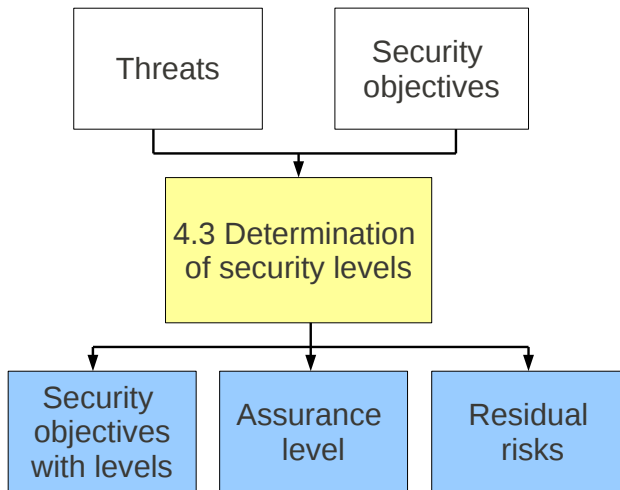 Threats
Security
objectives
4.3 Determination
of security levels
Security
objectives
with levels
Assurance
level
Residual
risks